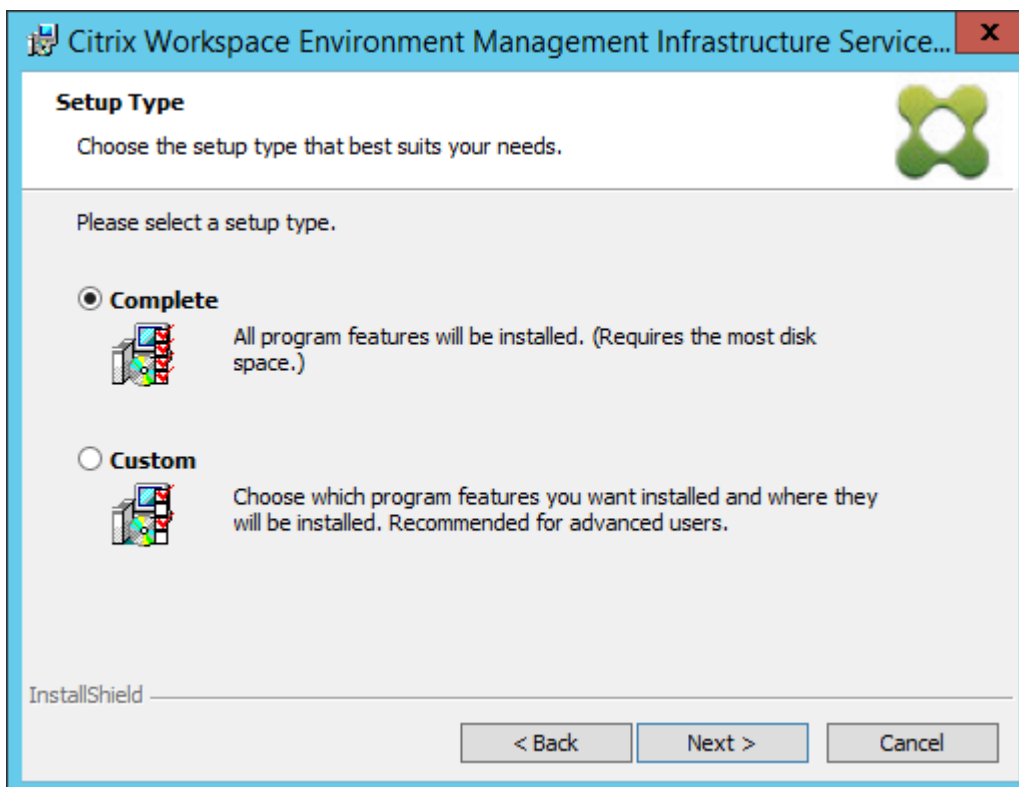 Citrix Workspace Environment Management Infrastructure Service...
x
Setup Type
Choose the setup type that best suits your needs.
Please select a setup type.
Complete
All program features will be installed. (Requires the most disk
space.)
Custom
Choose which program features you want installed and where they
will be installed. Recommended for advanced users.
InstallShield
< Back
Next >
Cancel